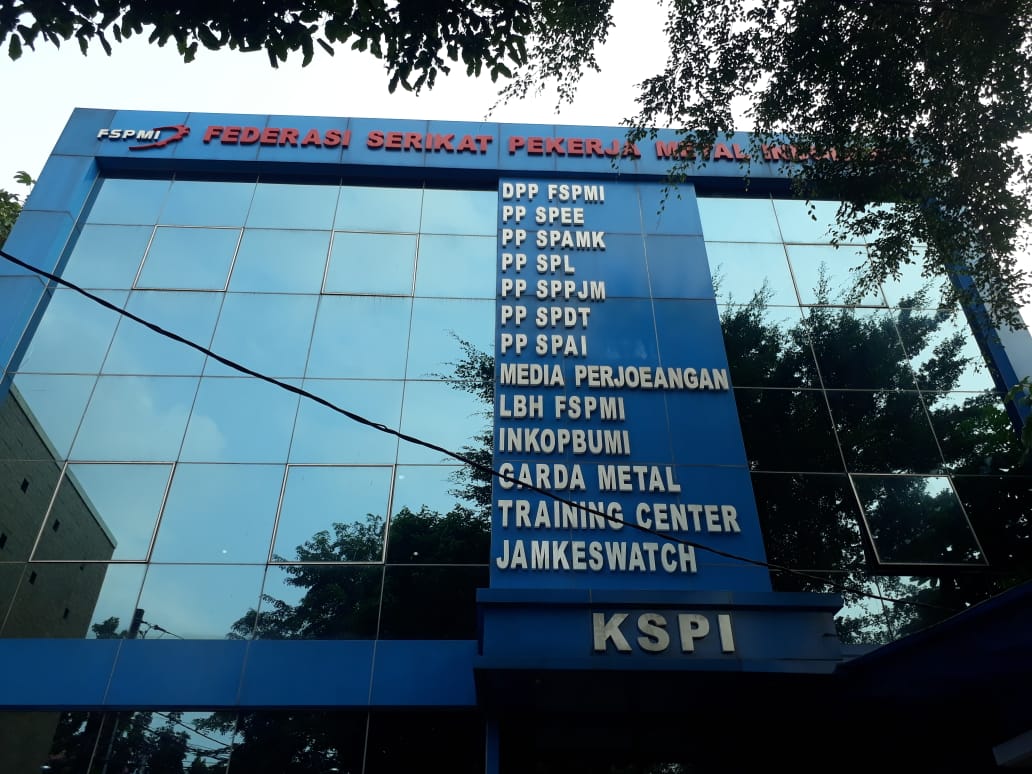 FSPMI FEDERASI SERIKAT PEKERJA METAL
DPP FSPMI
PP SPEE
PP SPAMK
PP SPL
PP SPPJM
PP SPDT
PP SPAI
MEDIA PERJOEANGAN
LBH FSPMI
INKOPBUMI
GARDA METAL
TRAINING CENTER
JAMKESWATCH
KSPI